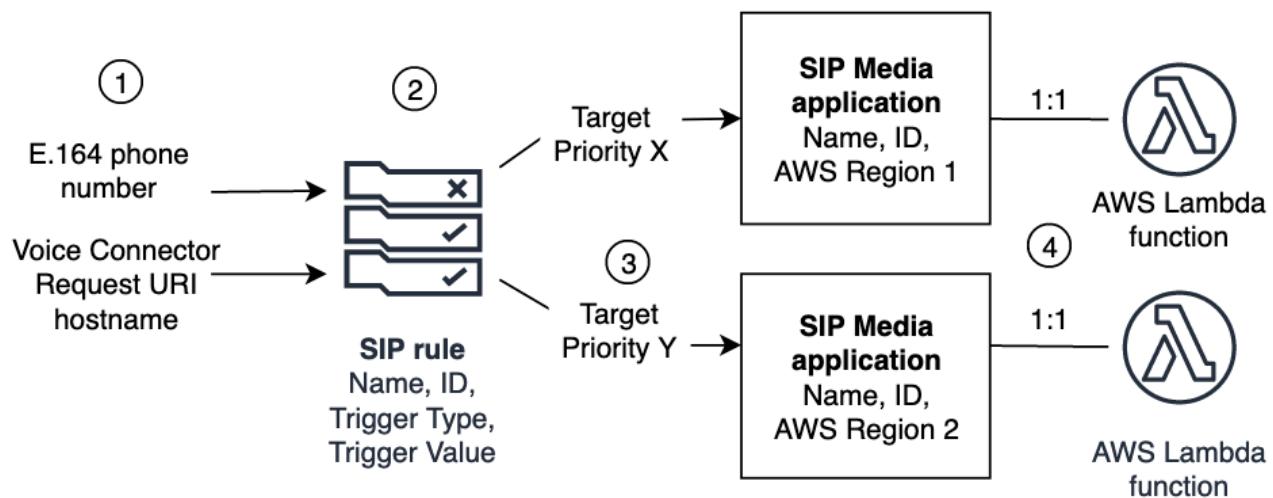 1
E.164 phone
number
Voice Connector
Request URI
hostname
2
SIP rule
Name, ID,
Trigger Type,
Trigger Value
Target
Priority X
3
Target
Priority Y
SIP Media
application
Name, ID,
AWS Region 1
SIP Media
application
Name, ID,
AWS Region 2
1:1
4
1:1
AWS Lambda
function
AWS Lambda
function